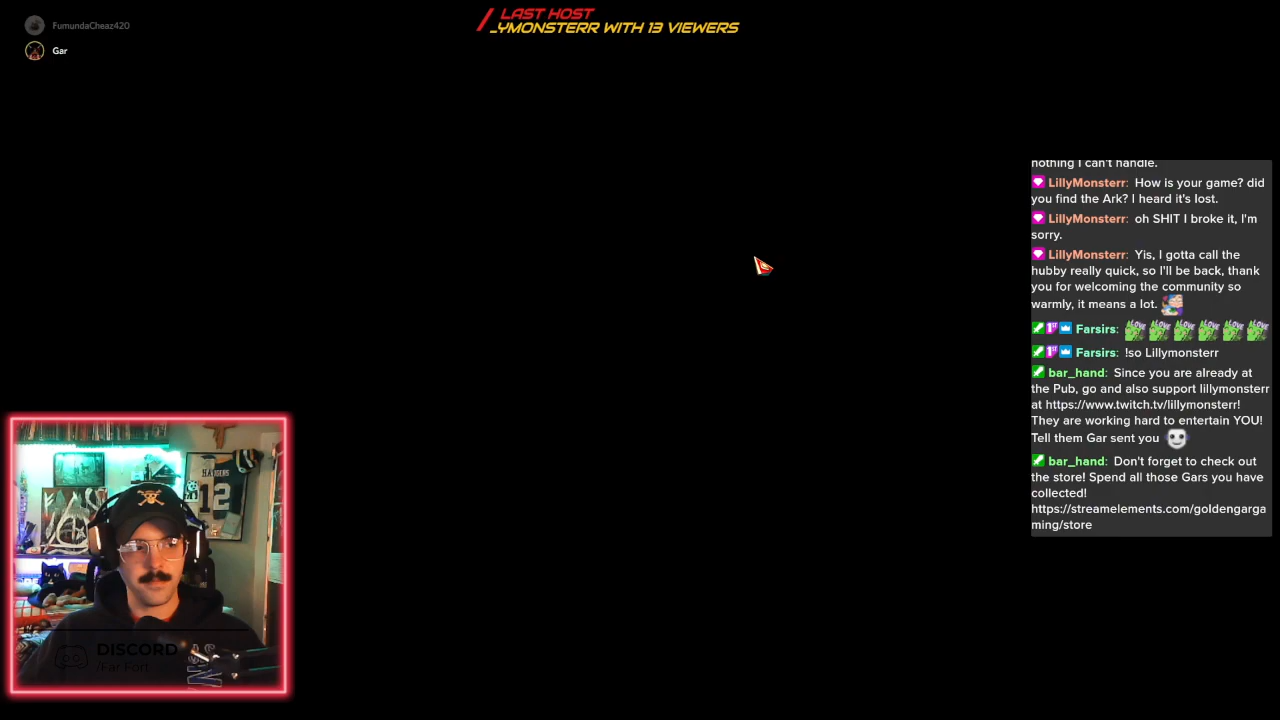 FumundaCheaz420
Gar
LAST HOST
LYMONSTERR WITH 13 VIEWERS
nothing I can't handle.
LillyMonsterr: How is your game? did
you find the Ark? I heard it's lost.
LillyMonsterr: oh SHIT I broke it, I'm
sorry.
LillyMonsterr: Yis, I gotta call the
hubby really quick, so I'll be back, thank
you for welcoming the community so
warmly, it means a lot.
Farsirs:
Farsirs: !so Lillymonsterr
bar_hand: Since you are already at
the Pub, go and also support lillymonsterr
at https://www.twitch.tv/lillymonsterr!
They are working hard to entertain YOU!
Tell them Gar sent you
bar_hand: Don't forget to check out
the store! Spend all those Gars you have
collected!
https://streamelements.com/goldengarga
ming/store
12
DISCORD
/Far Fort